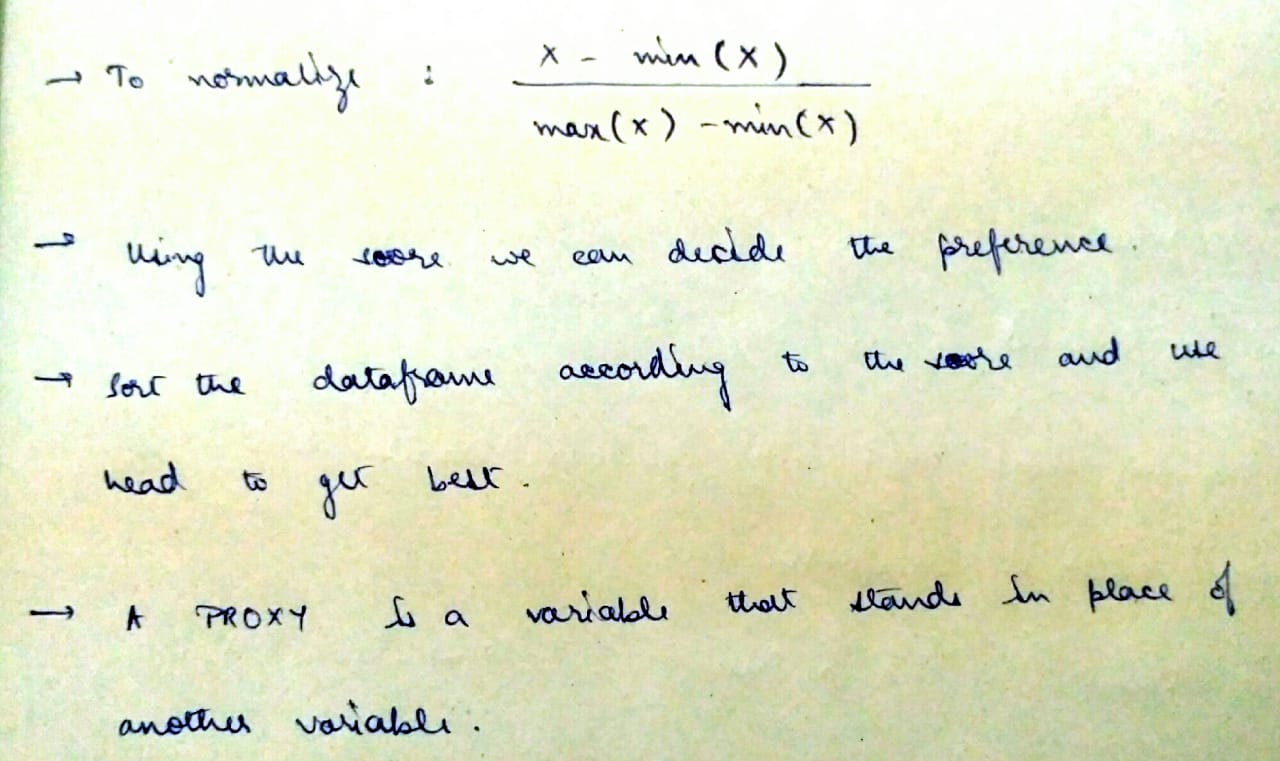 → To normalize : x - min(x) / max(x) - min(x)
→ Using the score we can decide the preference.
→ Sort the dataframe according to the score and use
head to get best.
→ A PROXY is a variable that stands in place of
another variable.